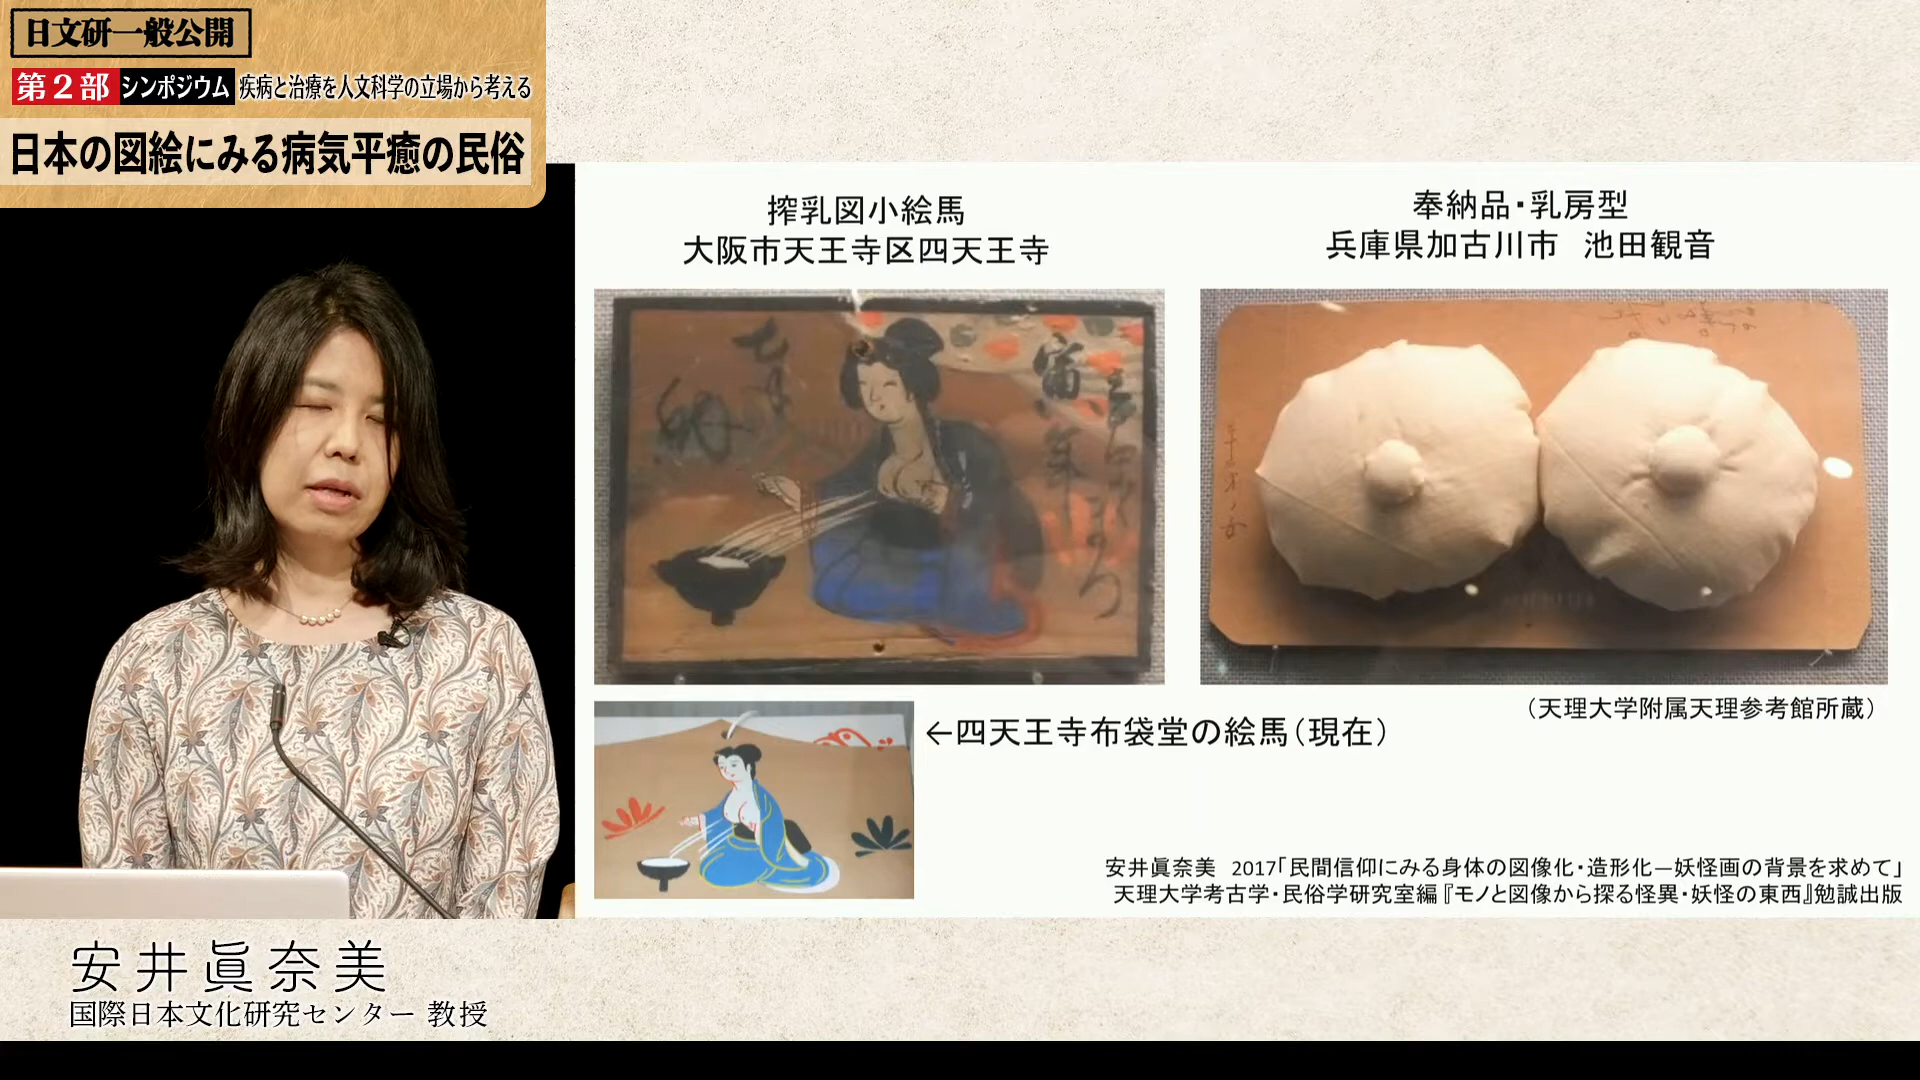 日文研一般公開
第2部 シンポジウム 疾病と治療を人文科学の立場から考える
日本の図絵にみる病気平癒の民俗
搾乳図小絵馬
大阪市天王寺区四天王寺
奉納品・乳房型
兵庫県加古川市 池田観音
(天理大学附属天理参考館所蔵)
←四天王寺布袋堂の絵馬(現在)
安井眞奈美 2017「民間信仰にみる身体の図像化・造形化―妖怪画の背景を求めて」
天理大学考古学・民俗学研究室編『モノと図像から探る怪異・妖怪の東西』勉誠出版
安井眞奈美
国際日本文化研究センター 教授